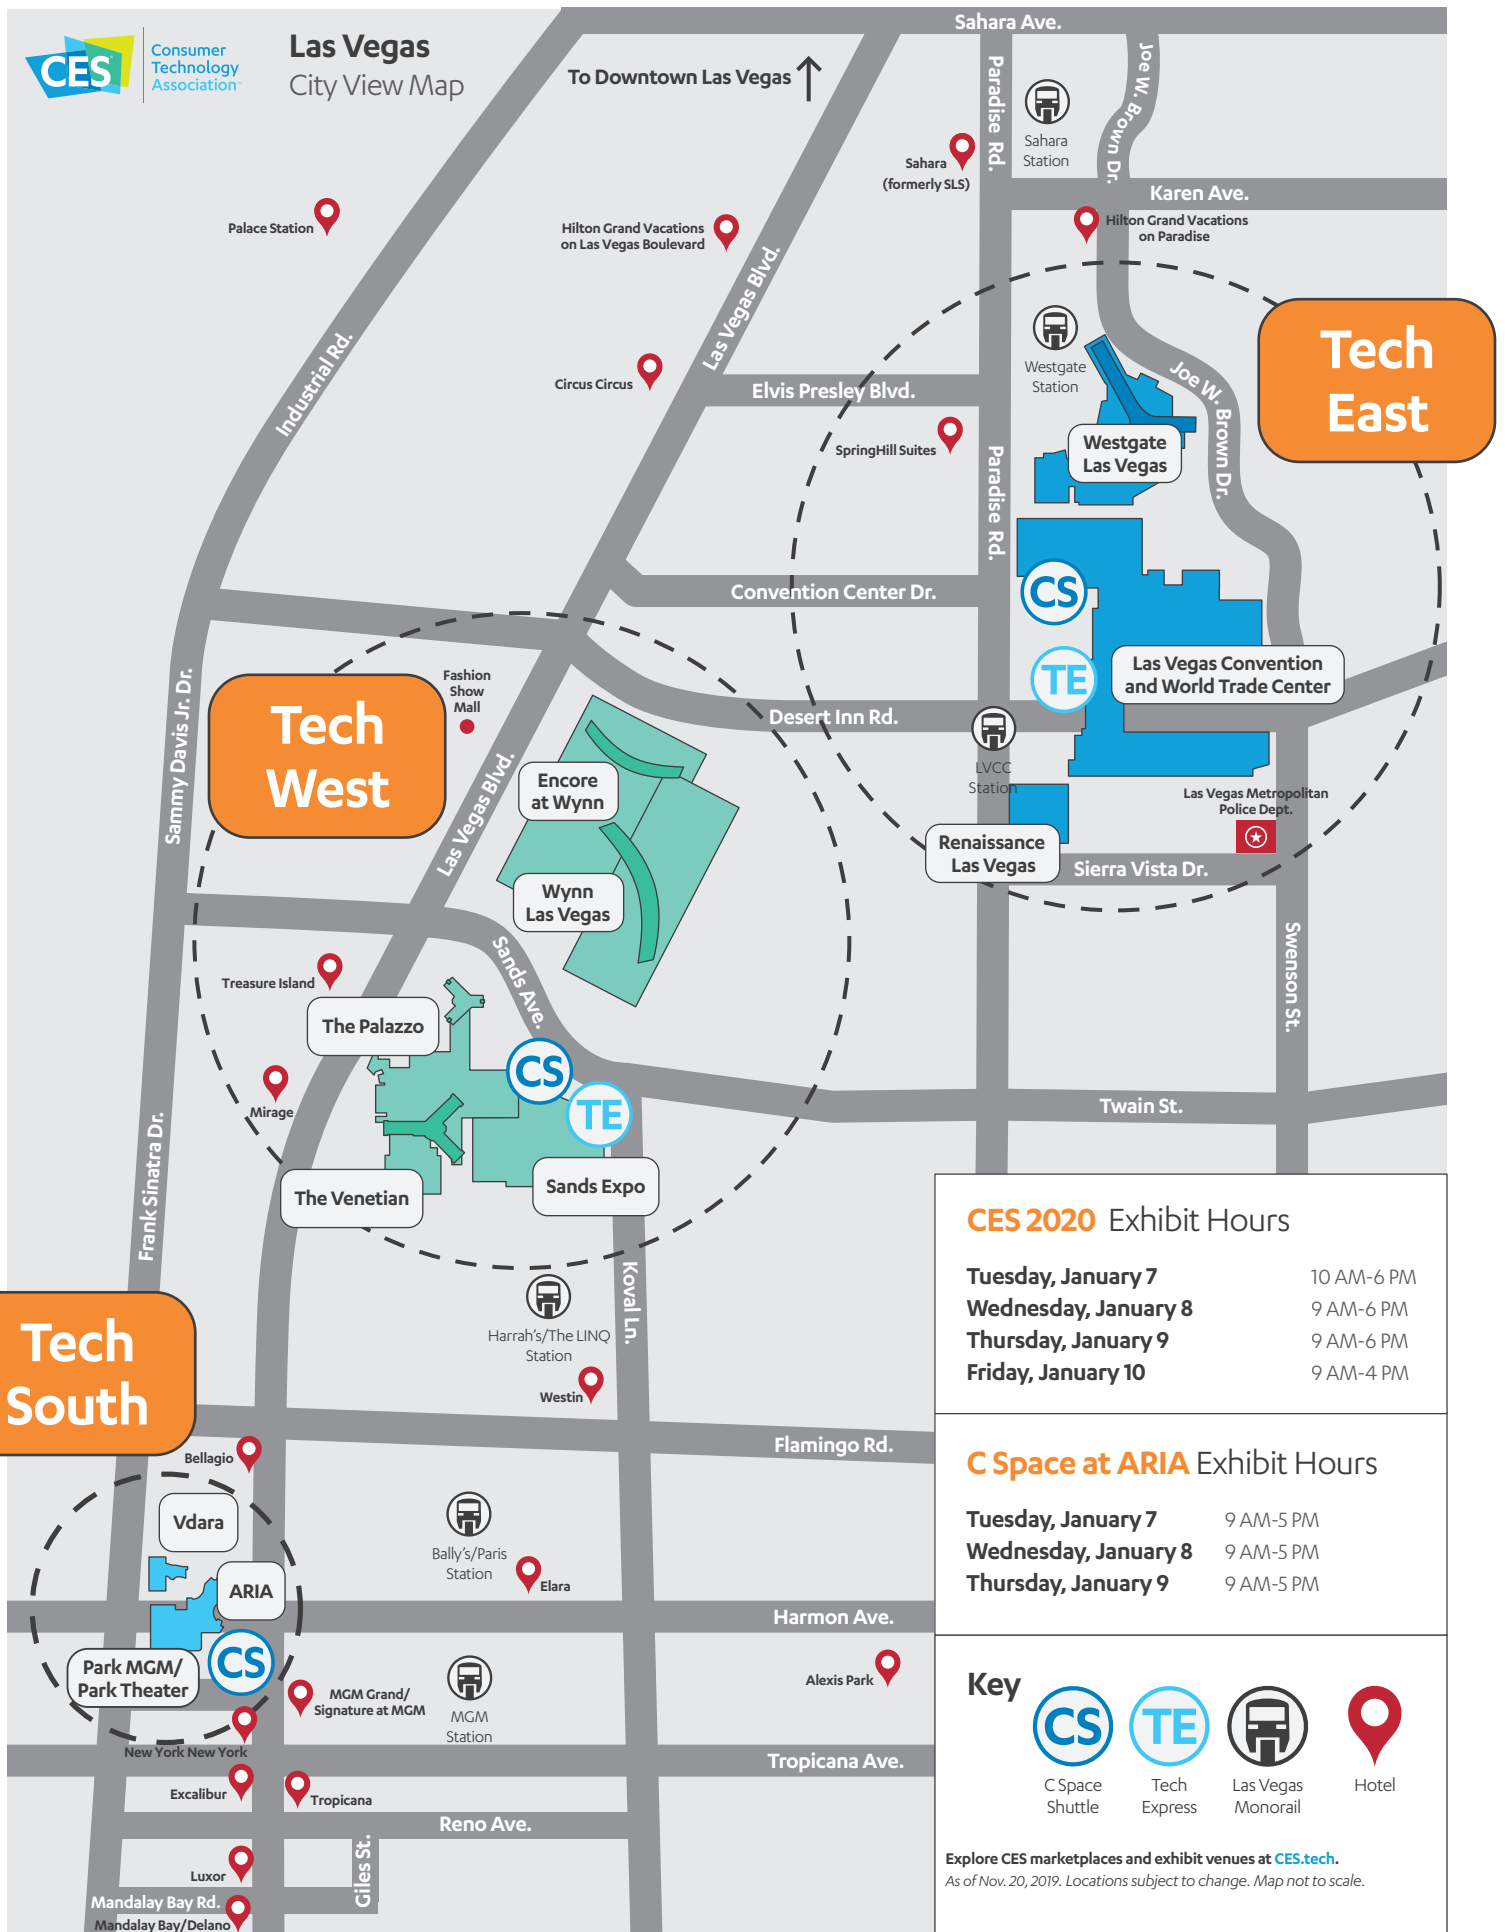 CES
Consumer
Technology
Association™
Las Vegas
City View Map
To Downtown Las Vegas
Sahara Ave.
Paradise Rd.
Joe W. Brown Dr.
Sahara
Station
Sahara
(formerly SLS)
Karen Ave.
Palace Station
Hilton Grand Vacations
on Las Vegas Boulevard
Hilton Grand Vacations
on Paradise
Las Vegas Blvd.
Industrial Rd.
Westgate
Station
Tech
East
Circus Circus
Elvis Presley Blvd.
Joe W. Brown Dr.
SpringHill Suites
Westgate
Las Vegas
Paradise Rd.
Convention Center Dr.
CS
TE
Las Vegas Convention
and World Trade Center
Sammy Davis Jr. Dr.
Fashion
Show
Mall
Tech
West
Desert Inn Rd.
LVCC
Station
Encore
at Wynn
Las Vegas Blvd.
Las Vegas Metropolitan
Police Dept.
Renaissance
Las Vegas
Sierra Vista Dr.
Wynn
Las Vegas
Sands Ave.
Swenson St.
Treasure Island
The Palazzo
CS
TE
Mirage
Twain St.
Frank Sinatra Dr.
The Venetian
Sands Expo
Koval Ln.
Harrah's/The LINQ
Station
Westin
Tech
South
Flamingo Rd.
Bellagio
Vdara
Bally's/Paris
Station
Elara
ARIA
Harmon Ave.
CS
Park MGM/
Park Theater
MGM Grand/
Signature at MGM
MGM
Station
Alexis Park
New York New York
Tropicana Ave.
Excalibur
Tropicana
Reno Ave.
Giles St.
Luxor
Mandalay Bay Rd.
Mandalay Bay/Delano
CES 2020 Exhibit Hours
Tuesday, January 7 10 AM-6 PM
Wednesday, January 8 9 AM-6 PM
Thursday, January 9 9 AM-6 PM
Friday, January 10 9 AM-4 PM
C Space at ARIA Exhibit Hours
Tuesday, January 7 9 AM-5 PM
Wednesday, January 8 9 AM-5 PM
Thursday, January 9 9 AM-5 PM
Key
CS
TE
C Space
Shuttle
Tech
Express
Las Vegas
Monorail
Hotel
Explore CES marketplaces and exhibit venues at CES.tech.
As of Nov. 20, 2019. Locations subject to change. Map not to scale.